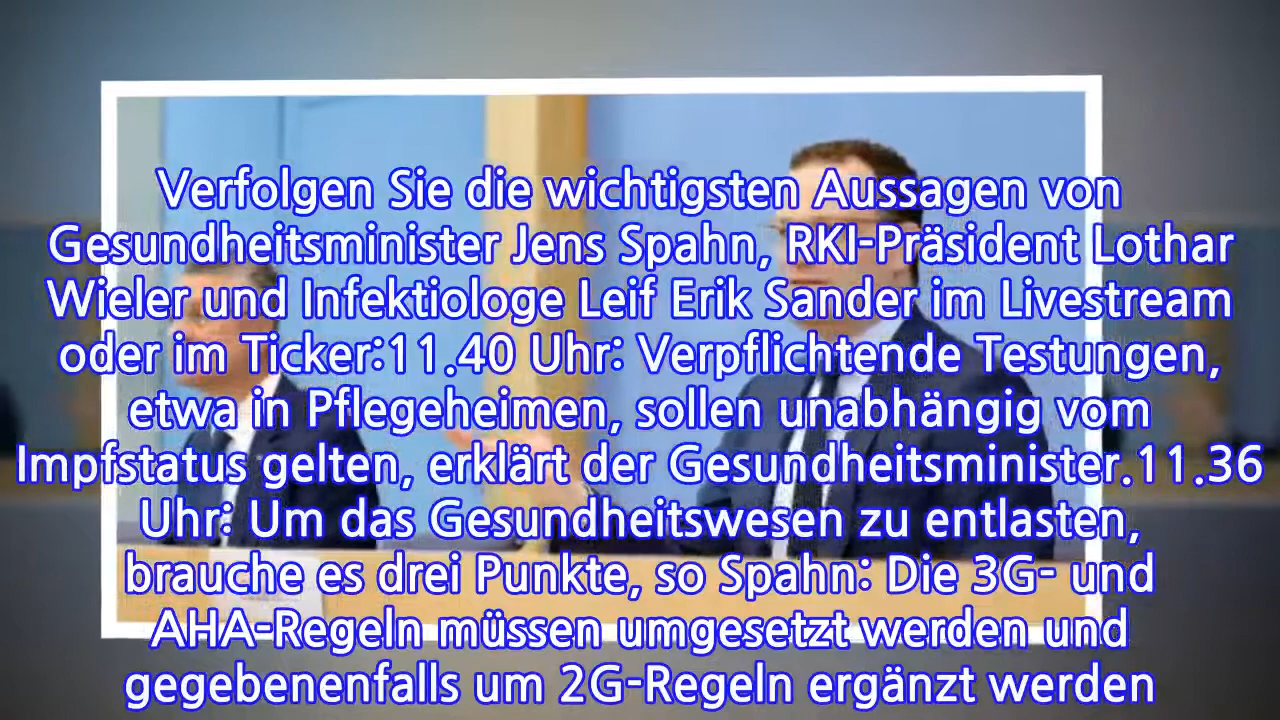 Verfolgen Sie die wichtigsten Aussagen von
Gesundheitsminister Jens Spahn, RKI-Präsident Lothar
Wieler und Infektiologe Leif Erik Sander im Livestream
oder im Ticker:11.40 Uhr: Verpflichtende Testungen,
etwa in Pflegeheimen, sollen unabhängig vom
Impfstatus gelten, erklärt der Gesundheitsminister.11.36
Uhr: Um das Gesundheitswesen zu entlasten,
brauche es drei Punkte, so Spahn: Die 3G- und
AHA-Regeln müssen umgesetzt werden und
gegebenenfalls um 2G-Regeln ergänzt werden